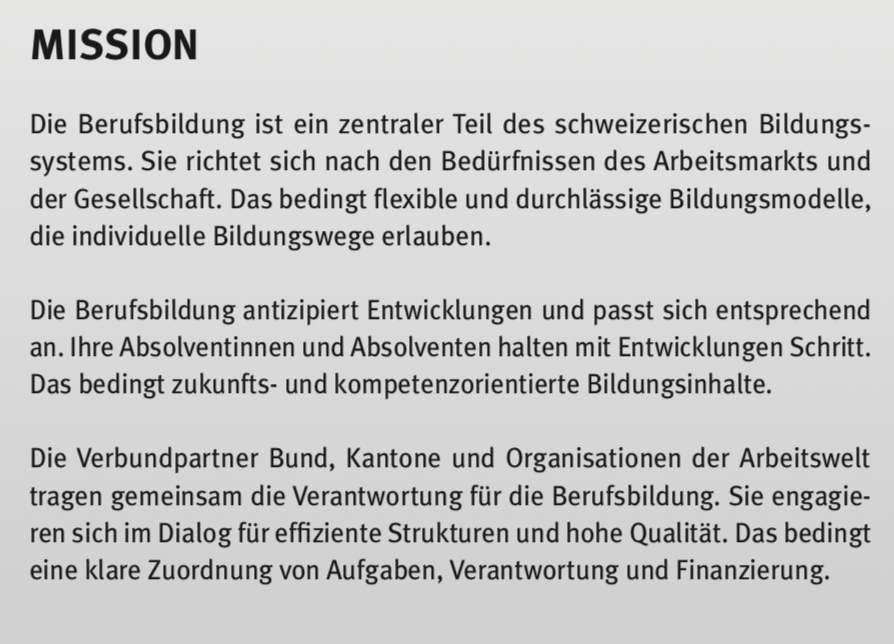 MISSION
Die Berufsbildung ist ein zentraler Teil des schweizerischen Bildungs-
systems. Sie richtet sich nach den Bedürfnissen des Arbeitsmarkts und
der Gesellschaft. Das bedingt flexible und durchlässige Bildungsmodelle,
die individuelle Bildungswege erlauben.
Die Berufsbildung antizipiert Entwicklungen und passt sich entsprechend
an. Ihre Absolventinnen und Absolventen halten mit Entwicklungen Schritt.
Das bedingt zukunfts- und kompetenzorientierte Bildungsinhalte.
Die Verbundpartner Bund, Kantone und Organisationen der Arbeitswelt
tragen gemeinsam die Verantwortung für die Berufsbildung. Sie engagie-
ren sich im Dialog für effiziente Strukturen und hohe Qualität. Das bedingt
eine klare Zuordnung von Aufgaben, Verantwortung und Finanzierung.